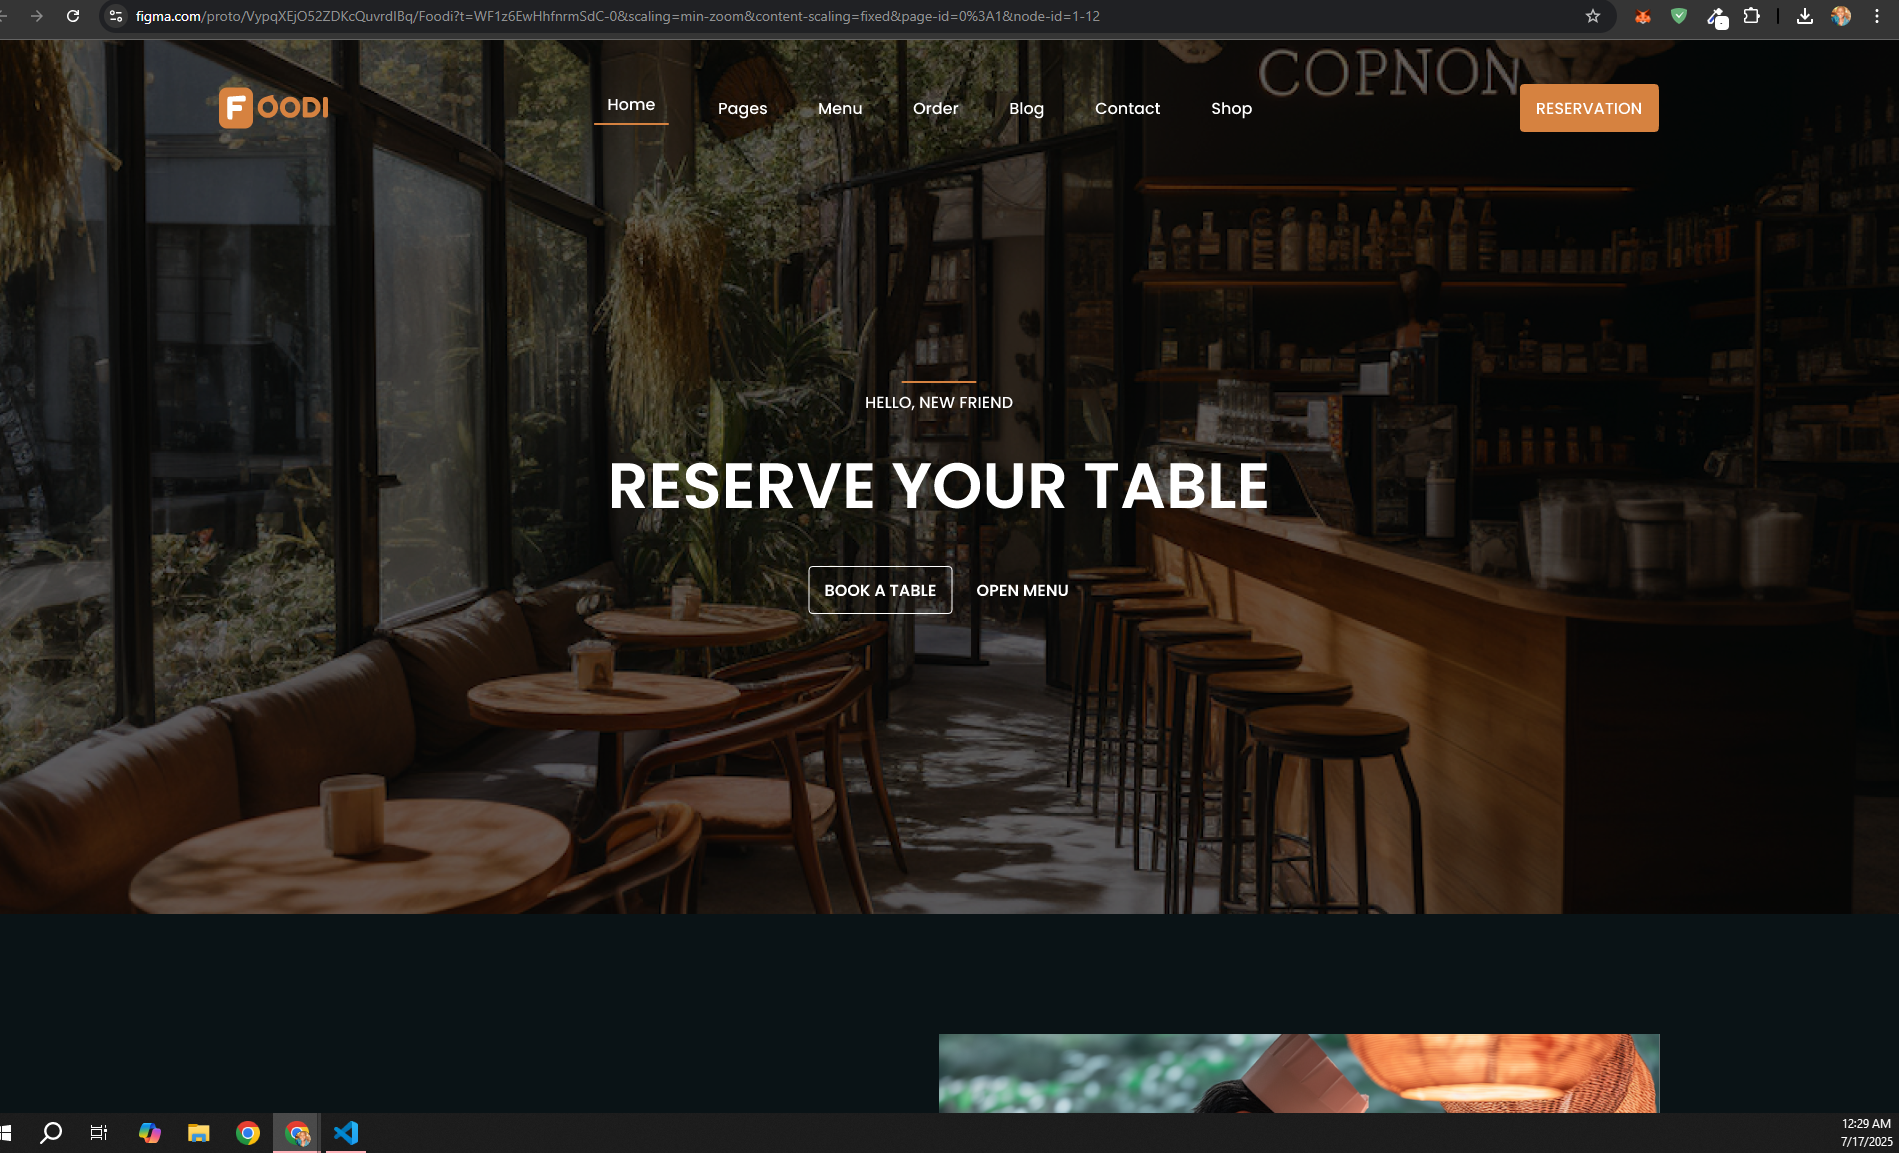 figma.com/proto/VypqXEjO52ZDKcQuvrdIBq/Foodi?t=WF1z6EwHhfnrmSdC-0&scaling=min-zoom&content-scaling=fixed&page-id=0%3A1&node-id=1-12
COPNON
FOODI
Home
Pages
Menu
Order
Blog
Contact
Shop
RESERVATION
HELLO, NEW FRIEND
RESERVE YOUR TABLE
BOOK A TABLE
OPEN MENU
12:29 AM
7/17/2025